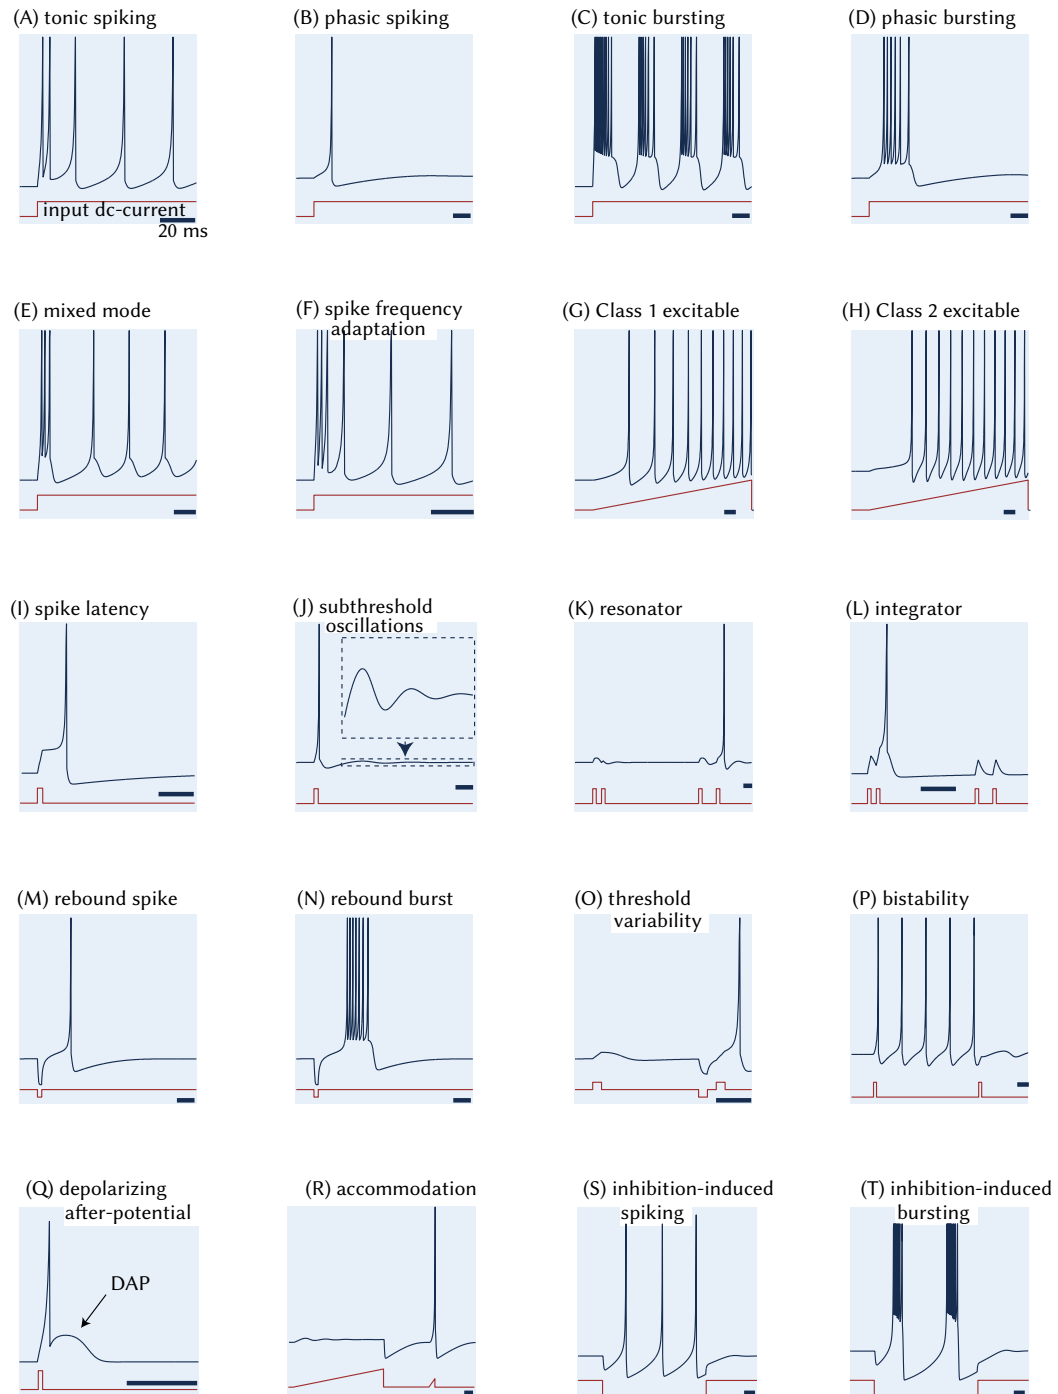 (A) tonic spiking
(B) phasic spiking
(C) tonic bursting
(D) phasic bursting
input dc-current
20 ms
(E) mixed mode
(F) spike frequency
adaptation
(G) Class 1 excitable
(H) Class 2 excitable
(I) spike latency
(J) subthreshold
oscillations
(K) resonator
(L) integrator
(M) rebound spike
(N) rebound burst
(O) threshold
variability
(P) bistability
(Q) depolarizing
after-potential
DAP
(R) accommodation
(S) inhibition-induced
spiking
(T) inhibition-induced
bursting